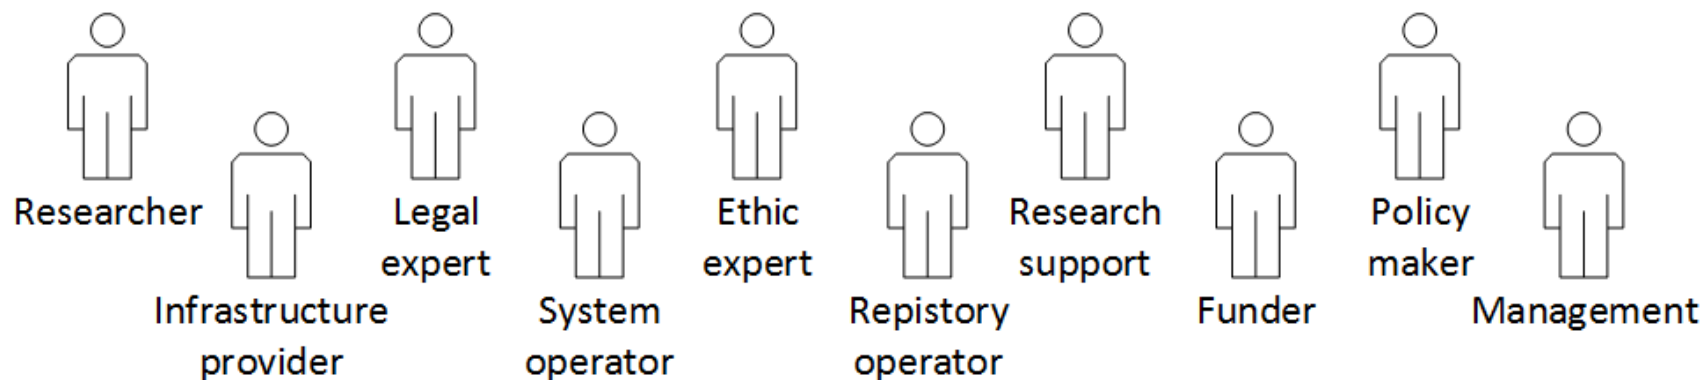 Researcher
Infrastructure
provider
Legal
expert
System
operator
Ethic
expert
Repistory
operator
Research
support
Funder
Policy
maker
Management